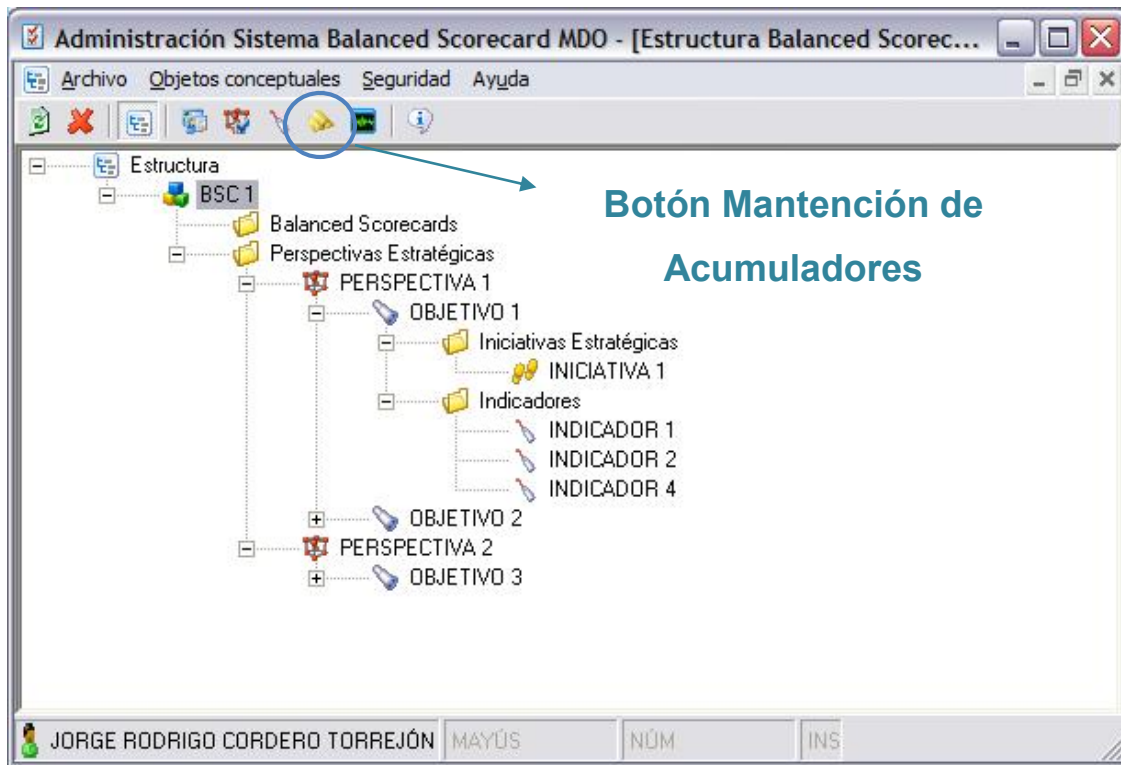 Administración Sistema Balanced Scorecard MDO - [Estructura Balanced Scorec...
Archivo Objetos conceptuales Seguridad Ayuda
Estructura
BSC 1
Balanced Scorecards
Perspectivas Estratégicas
PERSPECTIVA 1
OBJETIVO 1
Iniciativas Estratégicas
INICIATIVA 1
Indicadores
INDICADOR 1
INDICADOR 2
INDICADOR 4
OBJETIVO 2
PERSPECTIVA 2
OBJETIVO 3
Botón Mantención de
Acumuladores
JORGE RODRIGO CORDERO TORREJÓN MAYÚS NÚM INS